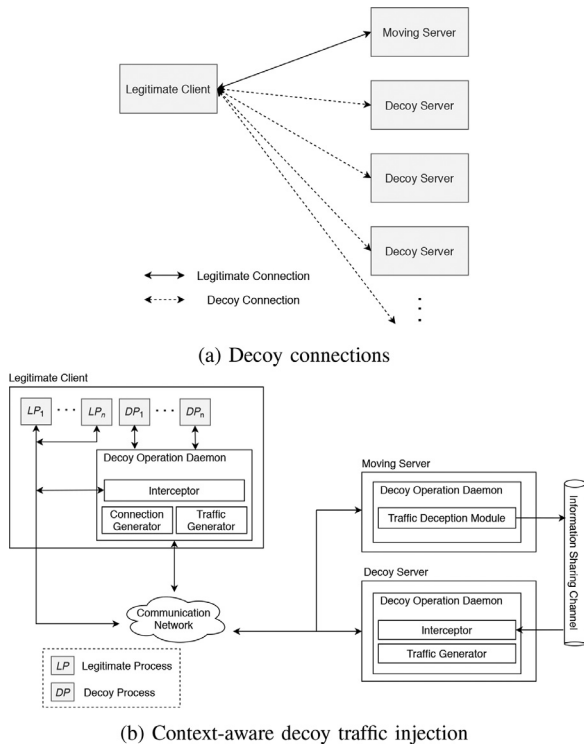 Moving Server
Legitimate Client
Decoy Server
Decoy Server
Decoy Server
Legitimate Connection
Decoy Connection
(a) Decoy connections
Legitimate Client
LP1 ··· LPn DP1 ··· DPn
Decoy Operation Daemon
Interceptor
Connection Generator
Traffic Generator
Moving Server
Decoy Operation Daemon
Traffic Deception Module
Information Sharing Channel
Decoy Server
Decoy Operation Daemon
Interceptor
Traffic Generator
Communication
Network
LP Legitimate Process
DP Decoy Process
(b) Context-aware decoy traffic injection